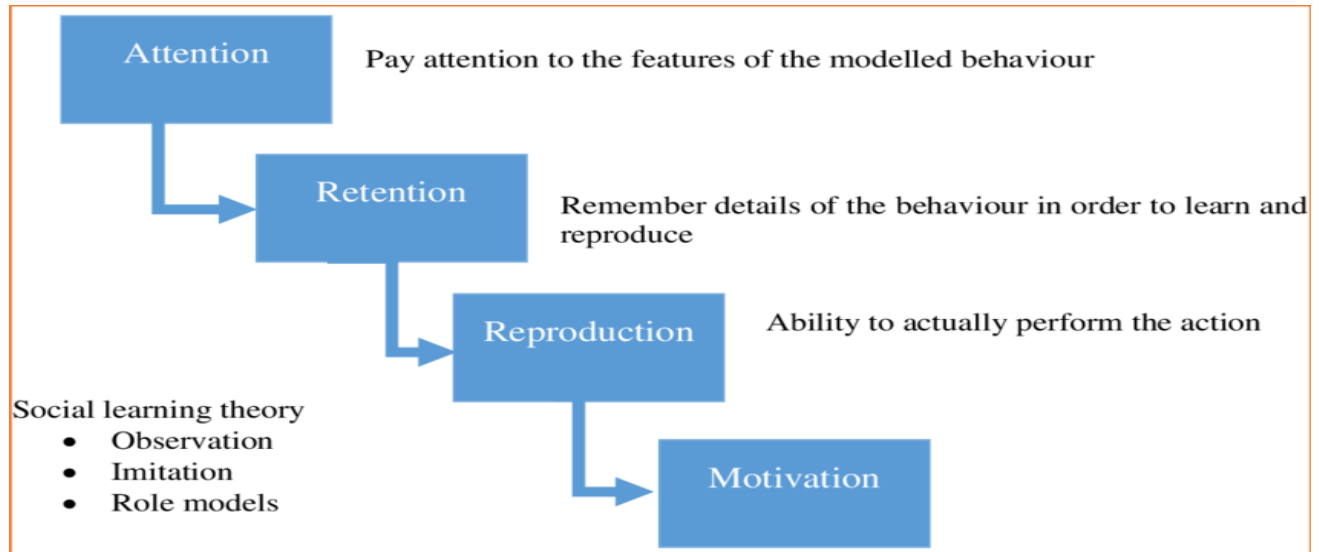 Attention
Pay attention to the features of the modelled behaviour
Retention
Remember details of the behaviour in order to learn and
reproduce
Reproduction
Ability to actually perform the action
Social learning theory
• Observation
• Imitation
• Role models
Motivation